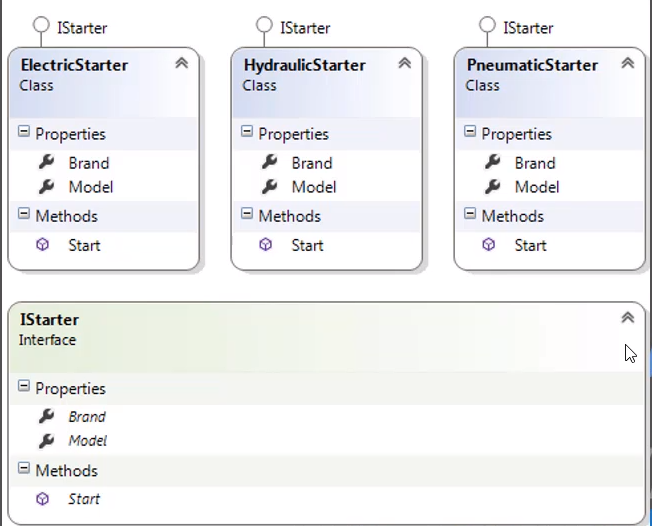 IStarter
IStarter
IStarter
ElectricStarter
Class
Properties
Brand
Model
Methods
Start
HydraulicStarter
Class
Properties
Brand
Model
Methods
Start
PneumaticStarter
Class
Properties
Brand
Model
Methods
Start
IStarter
Interface
Properties
Brand
Model
Methods
Start